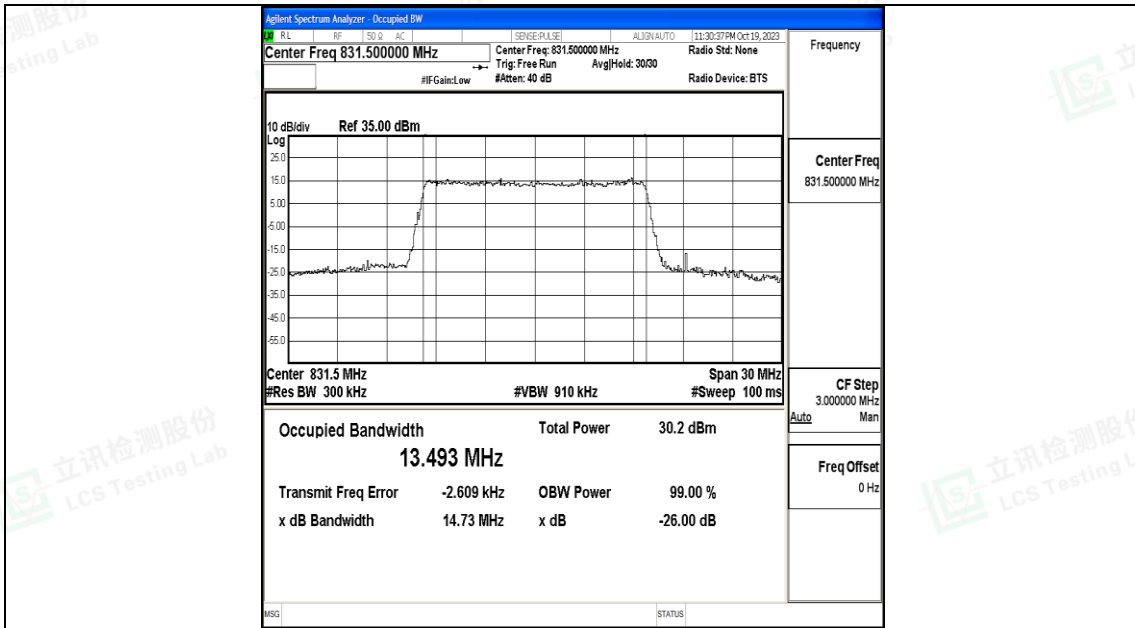 Agilent Spectrum Analyzer - Occupied BW
RL RF 50 Ω AC SENSE:PULSE ALIGN AUTO 11:30:37 PM Oct 19, 2023
Center Freq 831.500000 MHz
Center Freq: 831.500000 MHz Radio Std: None
Trig: Free Run Avg|Hold: 30/30
#IFGain:Low #Atten: 40 dB Radio Device: BTS
10 dB/div Ref 35.00 dBm
Log
25.0
15.0
5.00
-5.00
-15.0
-25.0
-35.0
-45.0
-55.0
Center 831.5 MHz Span 30 MHz
#Res BW 300 kHz #VBW 910 kHz #Sweep 100 ms
Occupied Bandwidth Total Power 30.2 dBm
13.493 MHz
Transmit Freq Error -2.609 kHz OBW Power 99.00 %
x dB Bandwidth 14.73 MHz x dB -26.00 dB
MSG STATUS
Frequency
Center Freq
831.500000 MHz
CF Step
3.000000 MHz
Auto Man
Freq Offset
0 Hz
立讯检测股份
LCS Testing Lab
立讯检测股份
LCS Testing L
测股份
sting Lab
立